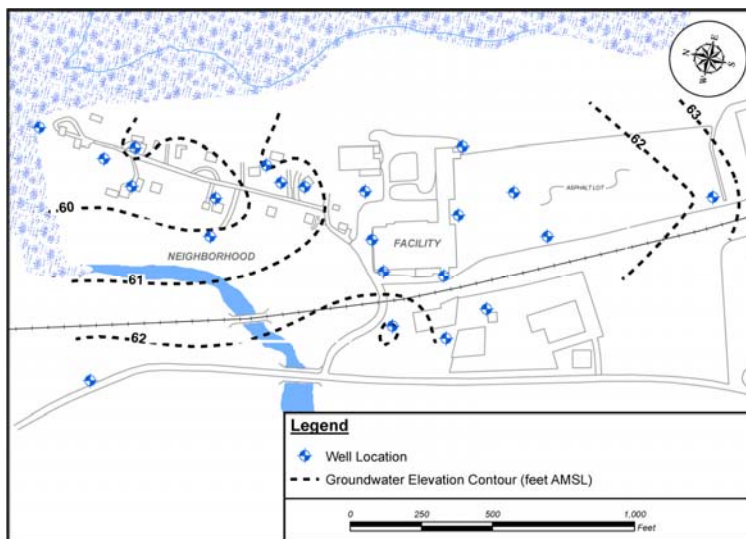 E
N
S
W
63
62
ASPHALT LOT
60
FACILITY
NEIGHBORHOOD
61
62
Legend
Well Location
Groundwater Elevation Contour (feet AMSL)
0 250 500 1,000
Feet